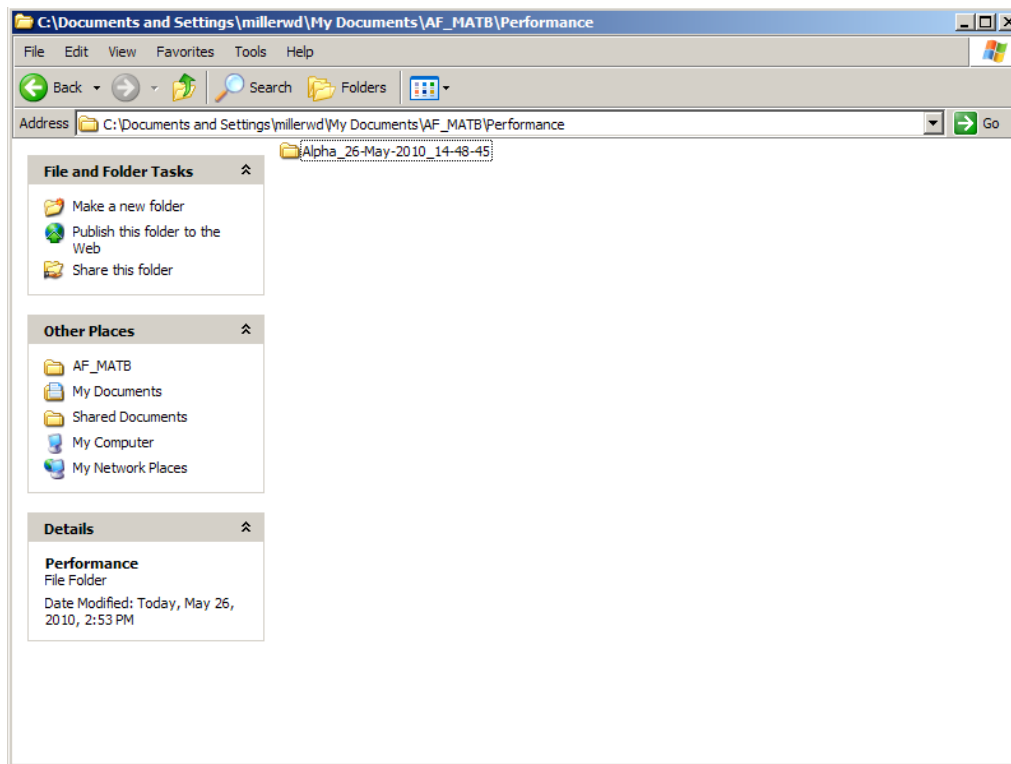 C:\Documents and Settings\millerwd\My Documents\AF_MATB\Performance
File Edit View Favorites Tools Help
Back Search Folders
Address C:\Documents and Settings\millerwd\My Documents\AF_MATB\Performance Go
Alpha_26-May-2010_14-48-45
File and Folder Tasks
Make a new folder
Publish this folder to the
Web
Share this folder
Other Places
AF_MATB
My Documents
Shared Documents
My Computer
My Network Places
Details
Performance
File Folder
Date Modified: Today, May 26,
2010, 2:53 PM